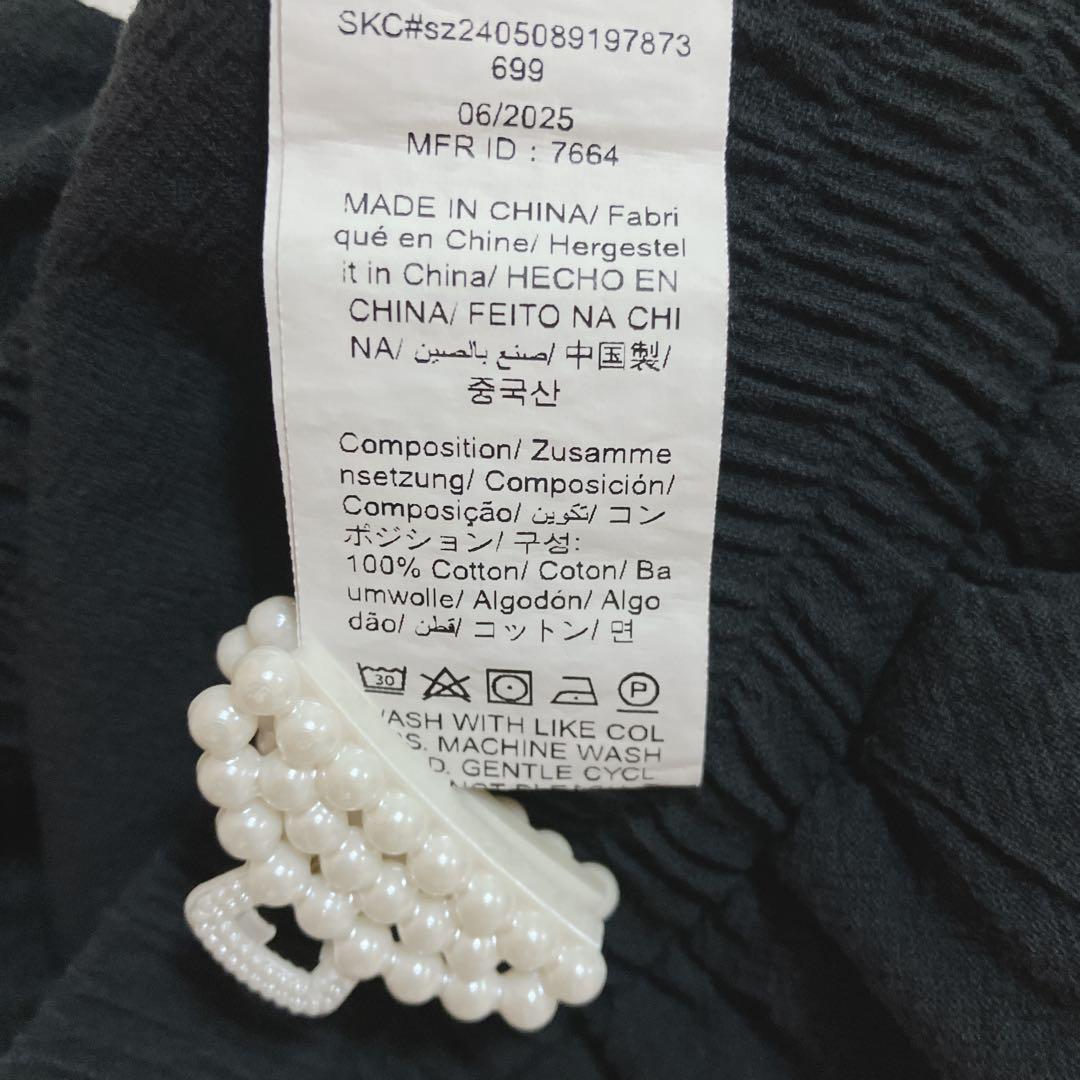 SKC#sz2405089197873
699
06/2025
MFR ID : 7664
MADE IN CHINA/ Fabri
qué en Chine/ Hergestel
lt in China/ HECHO EN
CHINA/ FEITO NA CHI
NA/ صنع بالصين/ 中国製/
중국산
Composition/ Zusamme
nsetzung/ Composición/
Composição/ تكوين/ コン
ポジション/ 구성:
100% Cotton/ Coton/ Ba
umwolle/ Algodón/ Algo
dão/ قطن/ コットン/ 면
30 P
WASH WITH LIKE COL
S. MACHINE WASH
D. GENTLE CYCL